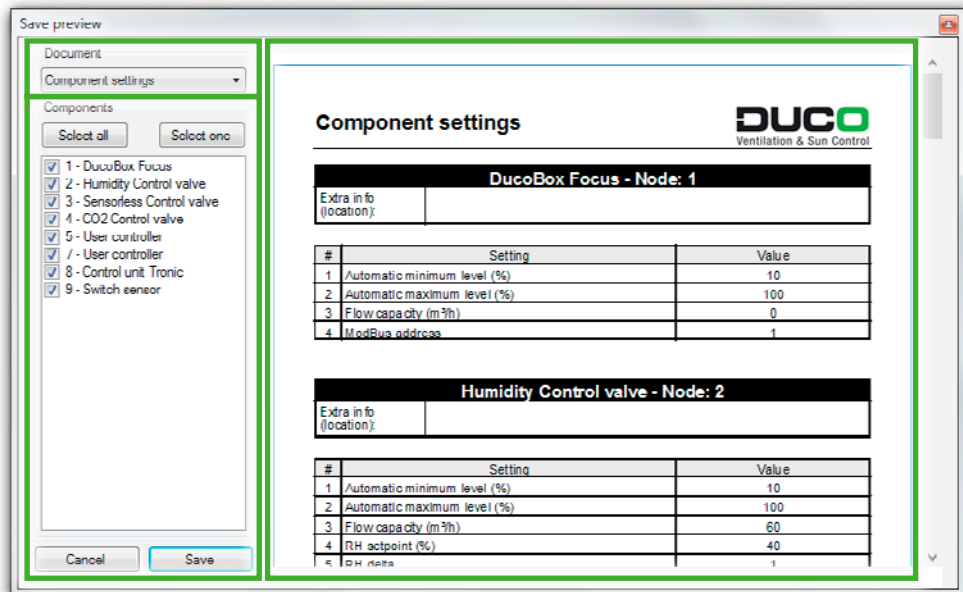 Save preview
Document
Component settings
Components
Select all
Select one
1 - DucoBox Focus
2 - Humidity Control valve
3 - Sensorless Control valve
4 - CO2 Control valve
5 - User controller
7 - User controller
8 - Control unit Tronic
9 - Switch sensor
Cancel
Save
Component settings
DUCO
Ventilation & Sun Control
DucoBox Focus - Node: 1
Extra info
(location):
# Setting Value
1 Automatic minimum level (%) 10
2 Automatic maximum level (%) 100
3 Flow capacity (m³/h) 0
4 ModBus address 1
Humidity Control valve - Node: 2
Extra info
(location):
# Setting Value
1 Automatic minimum level (%) 10
2 Automatic maximum level (%) 100
3 Flow capacity (m³/h) 60
4 RH setpoint (%) 40
5 RH delta 1